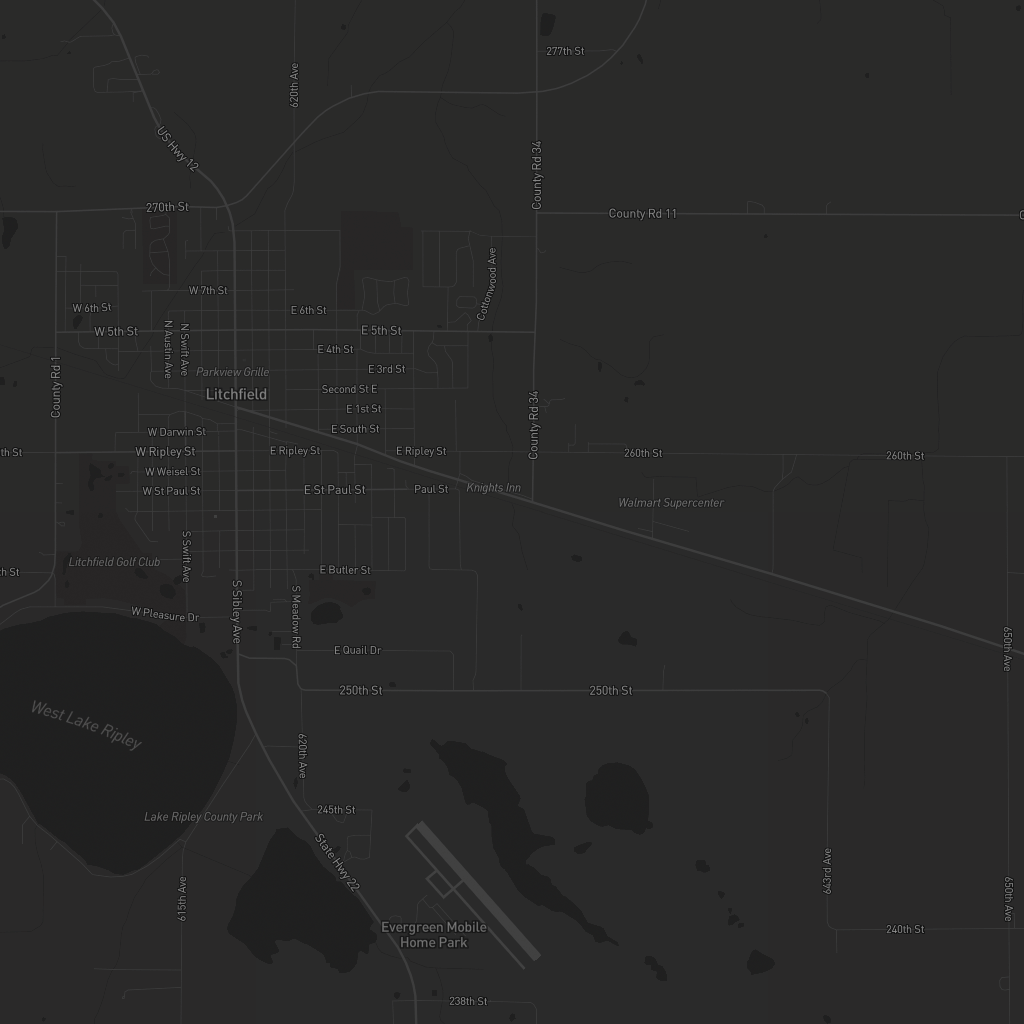 277th St
620th Ave
US Hwy 12
County Rd 34
270th St
County Rd 11
C
Cottonwood Ave
W 7th St
W 6th St
E 6th St
W 5th St
E 5th St
N Austin Ave
N Swift Ave
E 4th St
Parkview Grille
E 3rd St
County Rd 1
Litchfield
Second St E
E 1st St
County Rd 34
W Darwin St
E South St
th St
W Ripley St
E Ripley St
E Ripley St
260th St
260th St
W Weisel St
W St Paul St
E St Paul St
Paul St
Knights Inn
Walmart Supercenter
Litchfield Golf Club
S Swift Ave
th St
E Butler St
W Pleasure Dr
S Sibley Ave
S Meadow Rd
E Quail Dr
650th Ave
250th St
250th St
West Lake Ripley
620th Ave
245th St
Lake Ripley County Park
State Hwy 22
615th Ave
643rd Ave
650th Ave
Evergreen Mobile
Home Park
240th St
238th St